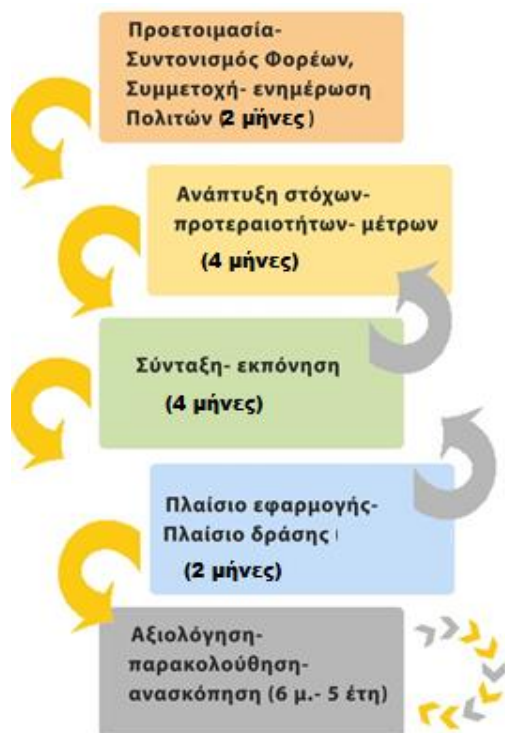 Προετοιμασία-
Συντονισμός Φορέων,
Συμμετοχή- ενημέρωση
Πολιτών (2 μήνες)
Ανάπτυξη στόχων-
προτεραιοτήτων- μέτρων
(4 μήνες)
Σύνταξη- εκπόνηση
(4 μήνες)
Πλαίσιο εφαρμογής-
Πλαίσιο δράσης
(2 μήνες)
Αξιολόγηση-
παρακολούθηση-
ανασκόπηση (6 μ.- 5 έτη)